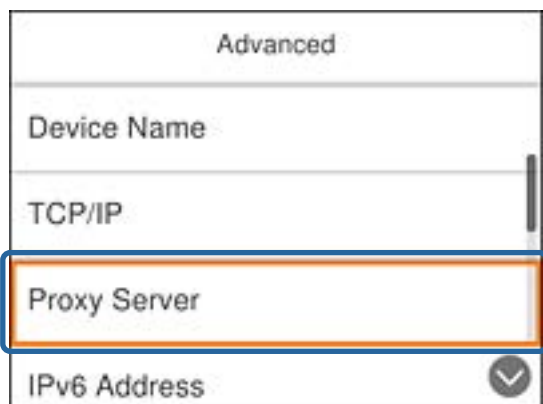 Advanced
Device Name
TCP/IP
Proxy Server
IPv6 Address